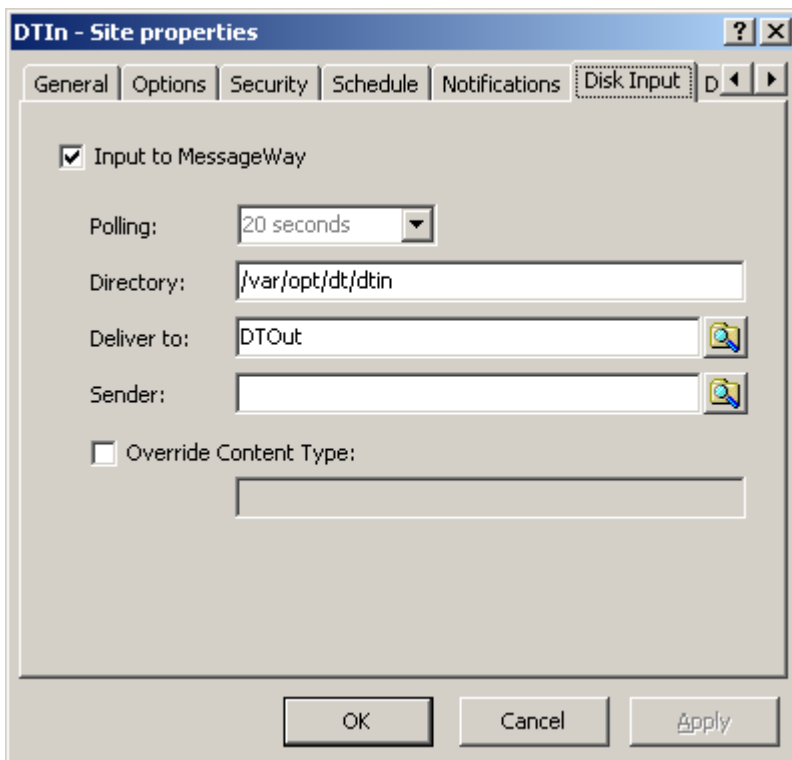 DTIn - Site properties
General Options Security Schedule Notifications Disk Input D
Input to MessageWay
Polling: 20 seconds
Directory: /var/opt/dt/dtin
Deliver to: DTOut
Sender:
Override Content Type:
OK Cancel Apply